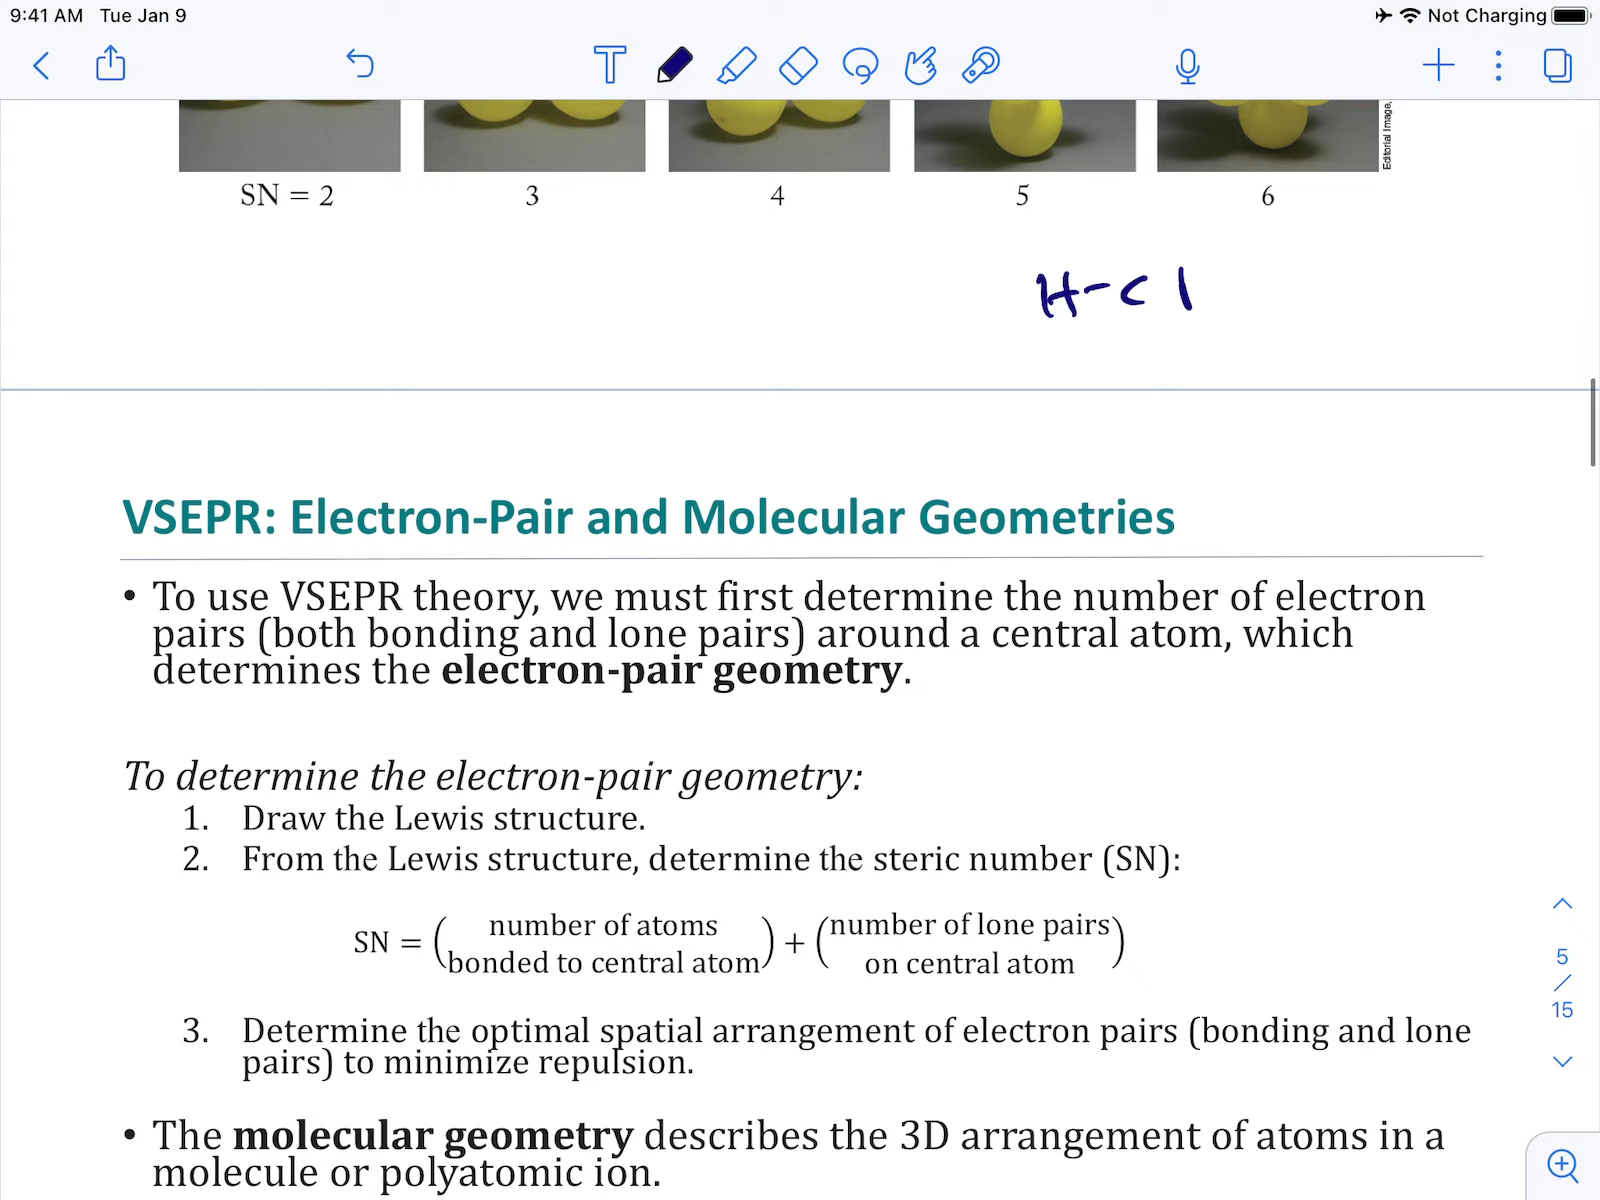 9:41 AM Tue Jan 9
Not Charging
Editorial Image,
SN = 2 3 4 5 6
H-Cl
VSEPR: Electron-Pair and Molecular Geometries
• To use VSEPR theory, we must first determine the number of electron
pairs (both bonding and lone pairs) around a central atom, which
determines the electron-pair geometry.
To determine the electron-pair geometry:
1. Draw the Lewis structure.
2. From the Lewis structure, determine the steric number (SN):
SN = (number of atoms bonded to central atom) + (number of lone pairs on central atom)
3. Determine the optimal spatial arrangement of electron pairs (bonding and lone
pairs) to minimize repulsion.
• The molecular geometry describes the 3D arrangement of atoms in a
molecule or polyatomic ion.
5
/
15